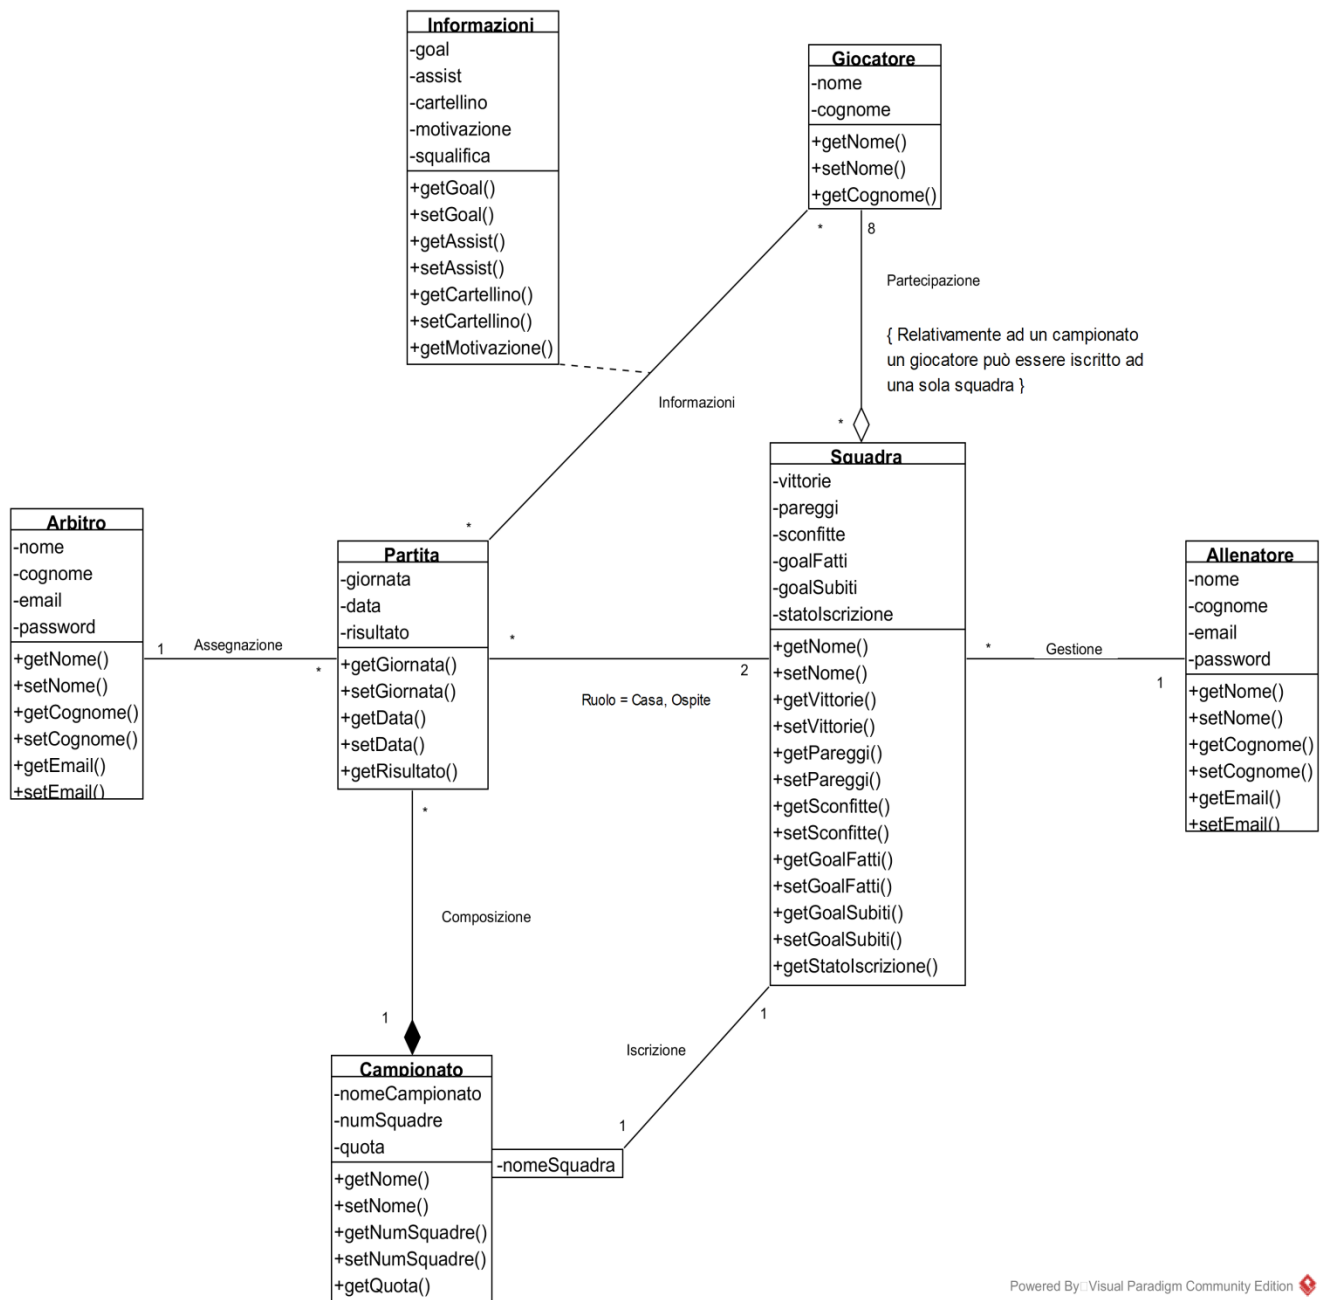 Informazioni
-goal
-assist
-cartellino
-motivazione
-squalifica
+getGoal()
+setGoal()
+getAssist()
+setAssist()
+getCartellino()
+setCartellino()
+getMotivazione()
Giocatore
-nome
-cognome
+getNome()
+setNome()
+getCognome()
*
8
Partecipazione
{ Relativamente ad un campionato
un giocatore può essere iscritto ad
una sola squadra }
Informazioni
*
*
Squadra
-vittorie
-pareggi
-sconfitte
-goalFatti
-goalSubiti
-statoIscrizione
+getNome()
+setNome()
+getVittorie()
+setVittorie()
+getPareggi()
+setPareggi()
+getSconfitte()
+setSconfitte()
+getGoalFatti()
+setGoalFatti()
+getGoalSubiti()
+setGoalSubiti()
+getStatoIscrizione()
Arbitro
-nome
-cognome
-email
-password
+getNome()
+setNome()
+getCognome()
+setCognome()
+getEmail()
+setEmail()
1
Assegnazione
*
Partita
-giornata
-data
-risultato
+getGiornata()
+setGiornata()
+getData()
+setData()
+getRisultato()
*
2
Ruolo = Casa, Ospite
*
Gestione
1
Allenatore
-nome
-cognome
-email
-password
+getNome()
+setNome()
+getCognome()
+setCognome()
+getEmail()
+setEmail()
*
Composizione
1
Iscrizione
1
1
Campionato
-nomeCampionato
-numSquadre
-quota
+getNome()
+setNome()
+getNumSquadre()
+setNumSquadre()
+getQuota()
-nomeSquadra
Powered By Visual Paradigm Community Edition